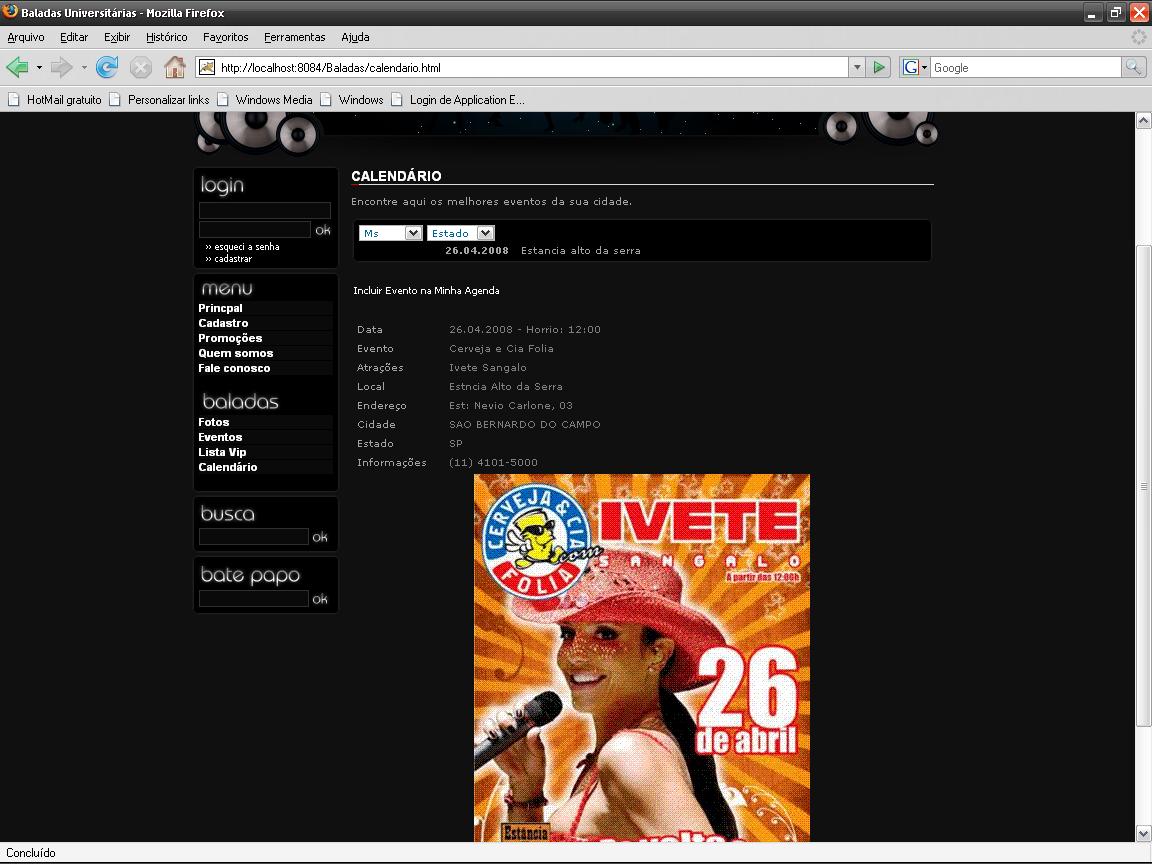 Baladas Universitárias - Mozilla Firefox
Arquivo Editar Exibir Histórico Favoritos Ferramentas Ajuda
http://localhost:8084/Baladas/calendario.html
G Google
HotMail gratuito Personalizar links Windows Media Windows Login de Application E...
login
ok
›› esqueci a senha
›› cadastrar
menu
Princpal
Cadastro
Promoções
Quem somos
Fale conosco
baladas
Fotos
Eventos
Lista Vip
Calendário
busca
ok
bate papo
ok
CALENDÁRIO
Encontre aqui os melhores eventos da sua cidade.
Ms Estado
26.04.2008 Estancia alto da serra
Incluir Evento na Minha Agenda
Data 26.04.2008 - Horrio: 12:00
Evento Cerveja e Cia Folia
Atrações Ivete Sangalo
Local Estncia Alto da Serra
Endereço Est: Nevio Carlone, 03
Cidade SAO BERNARDO DO CAMPO
Estado SP
Informações (11) 4101-5000
CERVEJA & CIA
.com
FOLIA
IVETE
SANGALO
A partir das 12:00h
26
de abril
Estância
Concluído